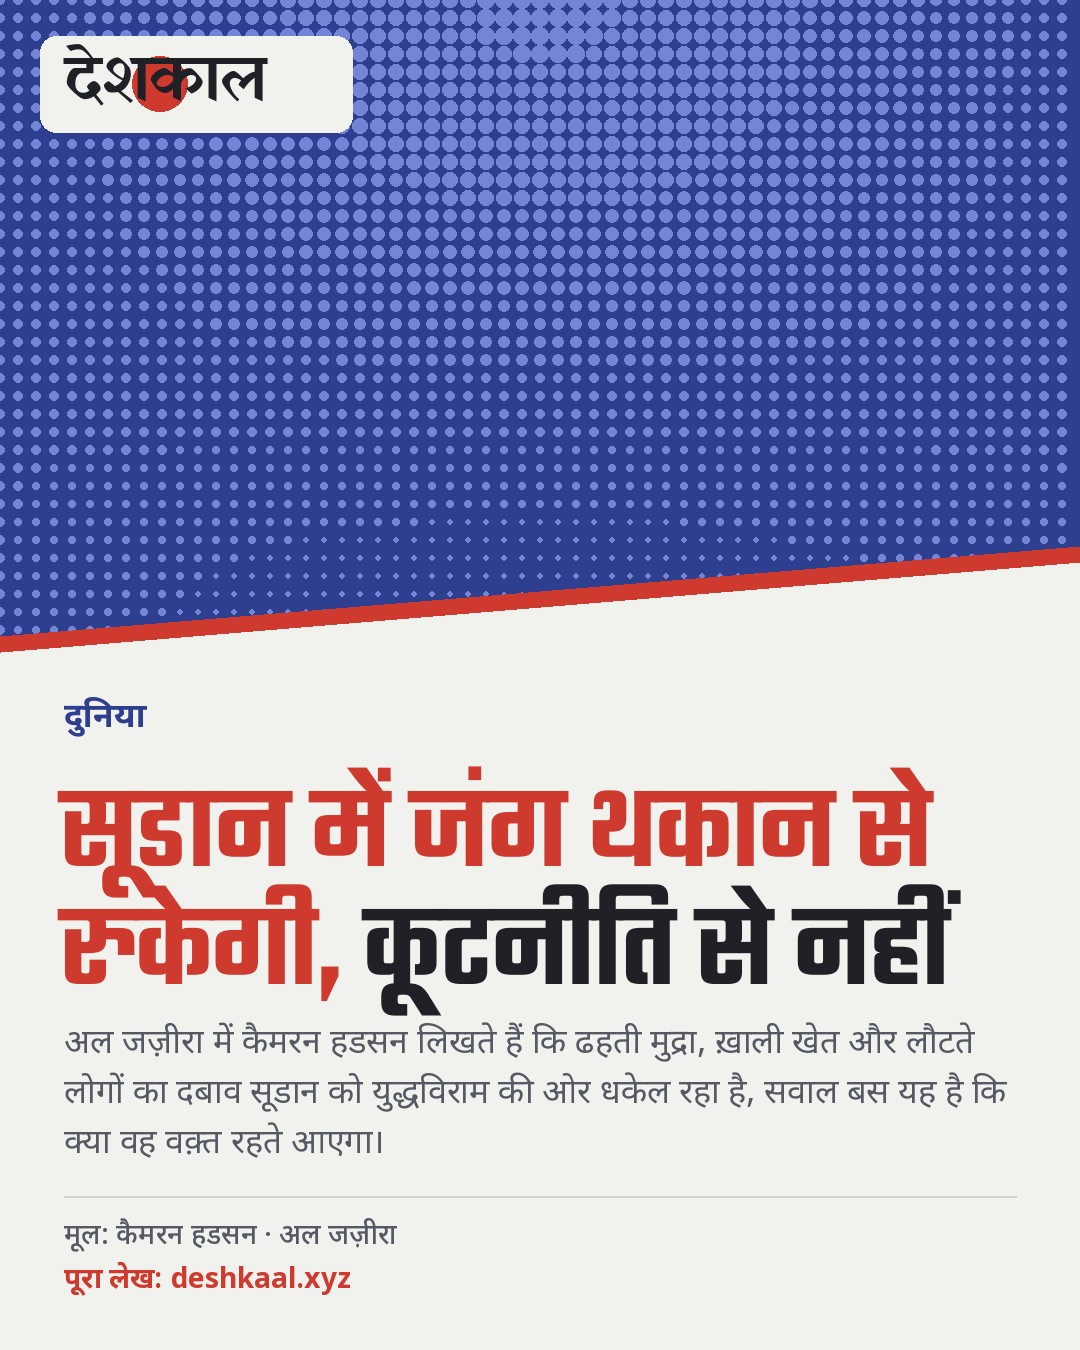 देशकाल
दुनिया
सूडान में जंग थकान से
रुकेगी, कूटनीति से नहीं
अल जज़ीरा में कैमरन हडसन लिखते हैं कि ढहती मुद्रा, ख़ाली खेत और लौटते
लोगों का दबाव सूडान को युद्धविराम की ओर धकेल रहा है, सवाल बस यह है कि
क्या वह वक़्त रहते आएगा।
मूल: कैमरन हडसन · अल जज़ीरा
पूरा लेख: deshkaal.xyz